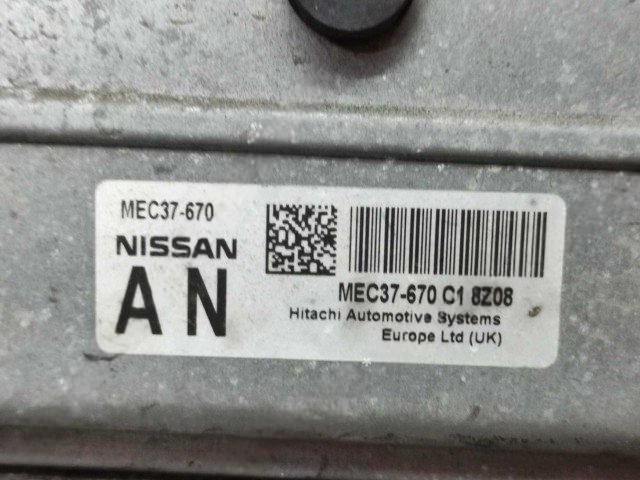 MEC37-670
NISSAN
AN
MEC37-670 C1 8Z08
Hitachi Automotive Systems
Europe Ltd (UK)